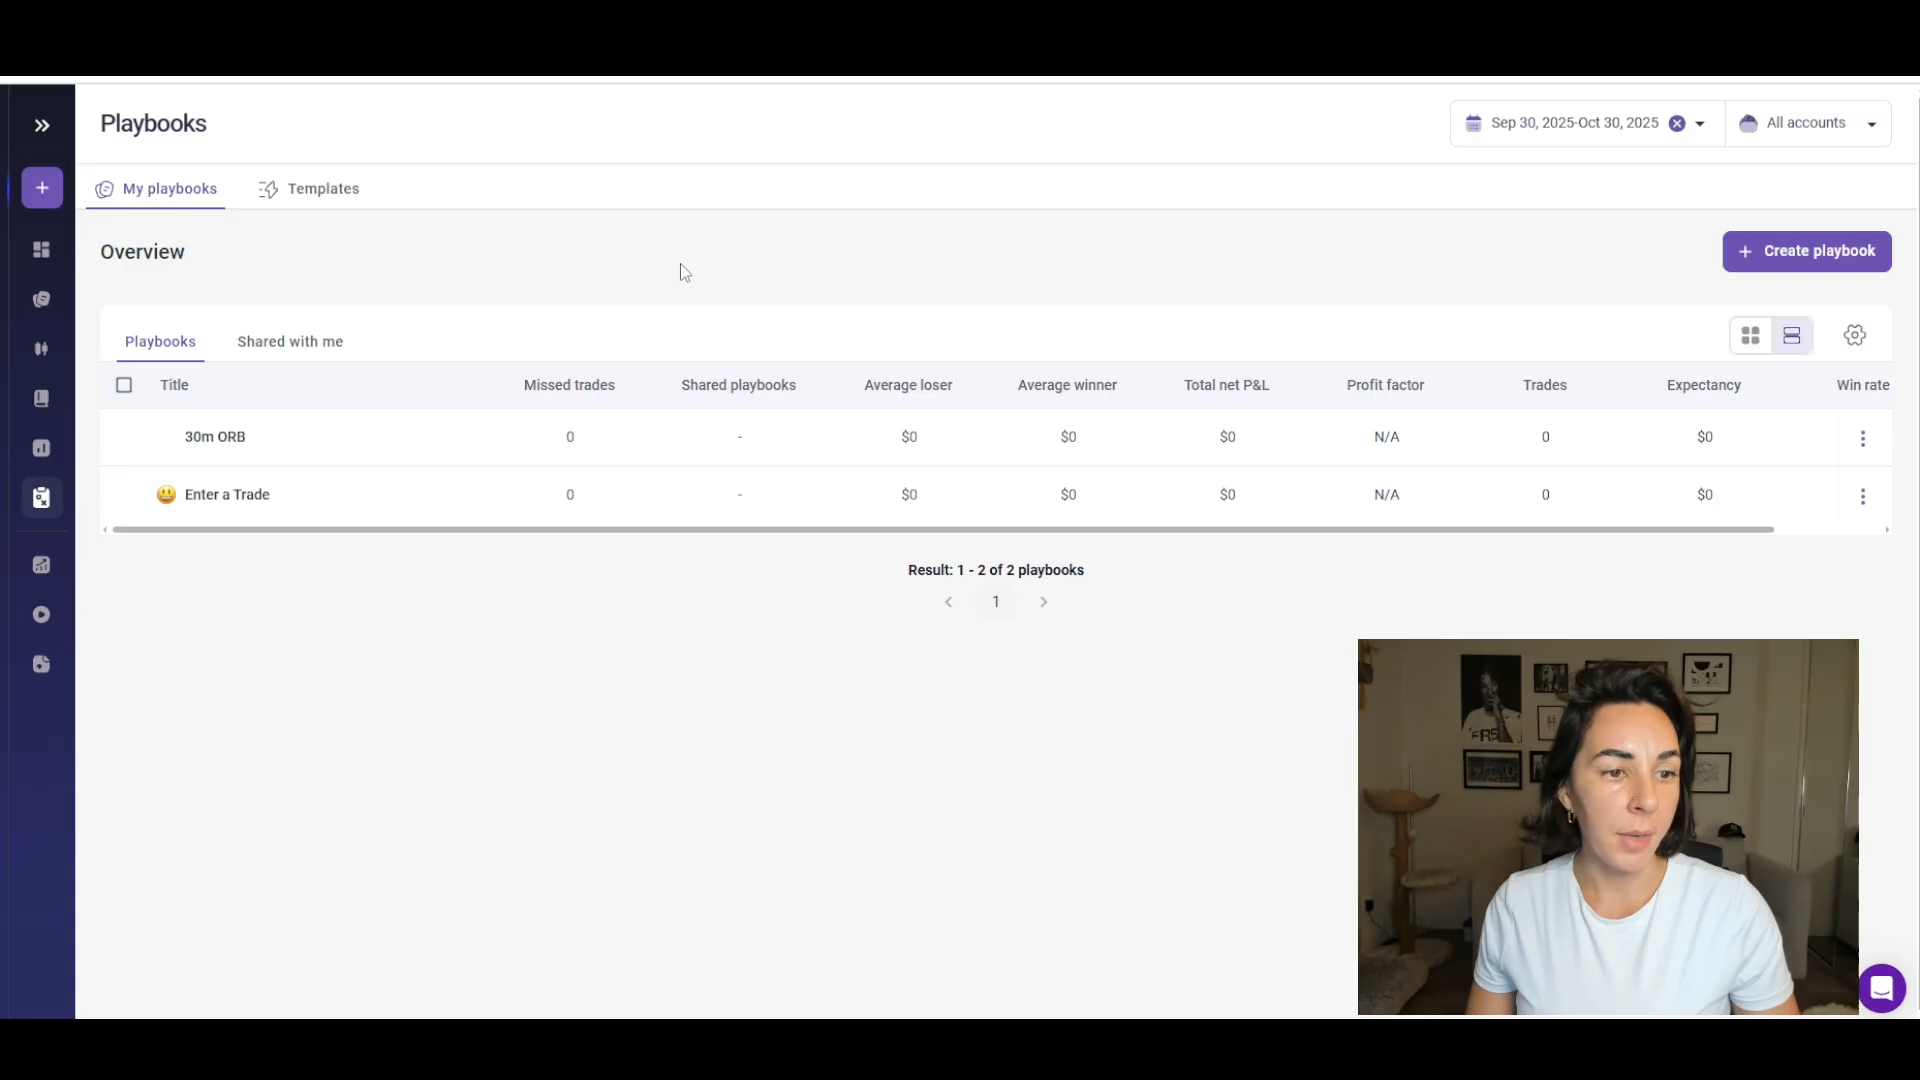 Playbooks
Sep 30, 2025-Oct 30, 2025
All accounts
My playbooks
Templates
Overview
+ Create playbook
Playbooks
Shared with me
Title Missed trades Shared playbooks Average loser Average winner Total net P&L Profit factor Trades Expectancy Win rate
30m ORB 0 - $0 $0 $0 N/A 0 $0
😃 Enter a Trade 0 - $0 $0 $0 N/A 0 $0
Result: 1 - 2 of 2 playbooks
< 1 >